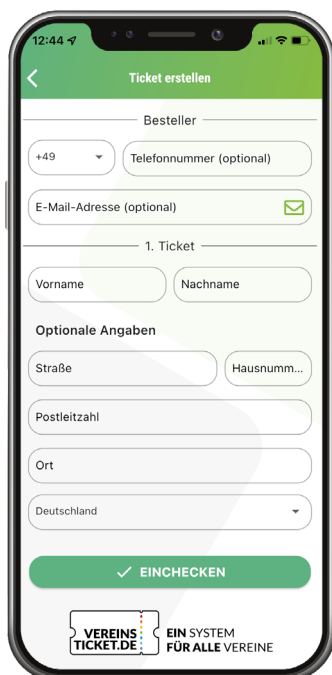 12:44
Ticket erstellen
Besteller
+49
Telefonnummer (optional)
E-Mail-Adresse (optional)
1. Ticket
Vorname
Nachname
Optionale Angaben
Straße
Hausnumm...
Postleitzahl
Ort
Deutschland
EINCHECKEN
VEREINS
TICKET.DE
EIN SYSTEM
FÜR ALLE VEREINE